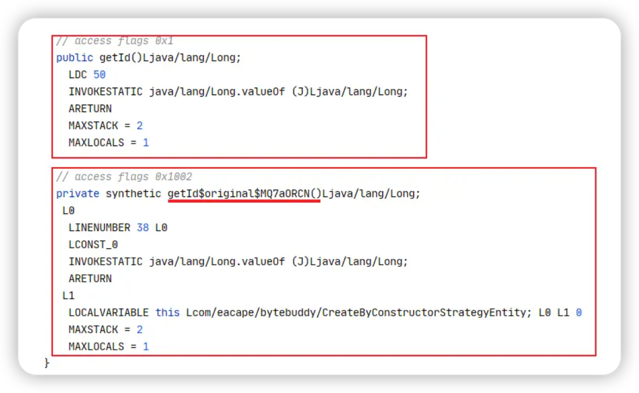 // access flags 0x1
public getId()Ljava/lang/Long;
LDC 50
INVOKESTATIC java/lang/Long.valueOf (J)Ljava/lang/Long;
ARETURN
MAXSTACK = 2
MAXLOCALS = 1
// access flags 0x1002
private synthetic getId$original$MQ7aORCN()Ljava/lang/Long;
L0
LINENUMBER 38 L0
LCONST_0
INVOKESTATIC java/lang/Long.valueOf (J)Ljava/lang/Long;
ARETURN
L1
LOCALVARIABLE this Lcom/eacape/bytebuddy/CreateByConstructorStrategyEntity; L0 L1 0
MAXSTACK = 2
MAXLOCALS = 1
}